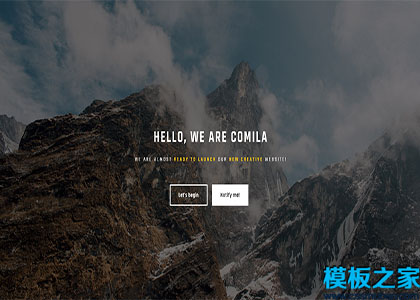 HELLO, WE ARE COMILA
WE ARE ALMOST READY TO LAUNCH OUR NEW CREATIVE WEBSITE!
Let's begin
Notify me!
模板之家